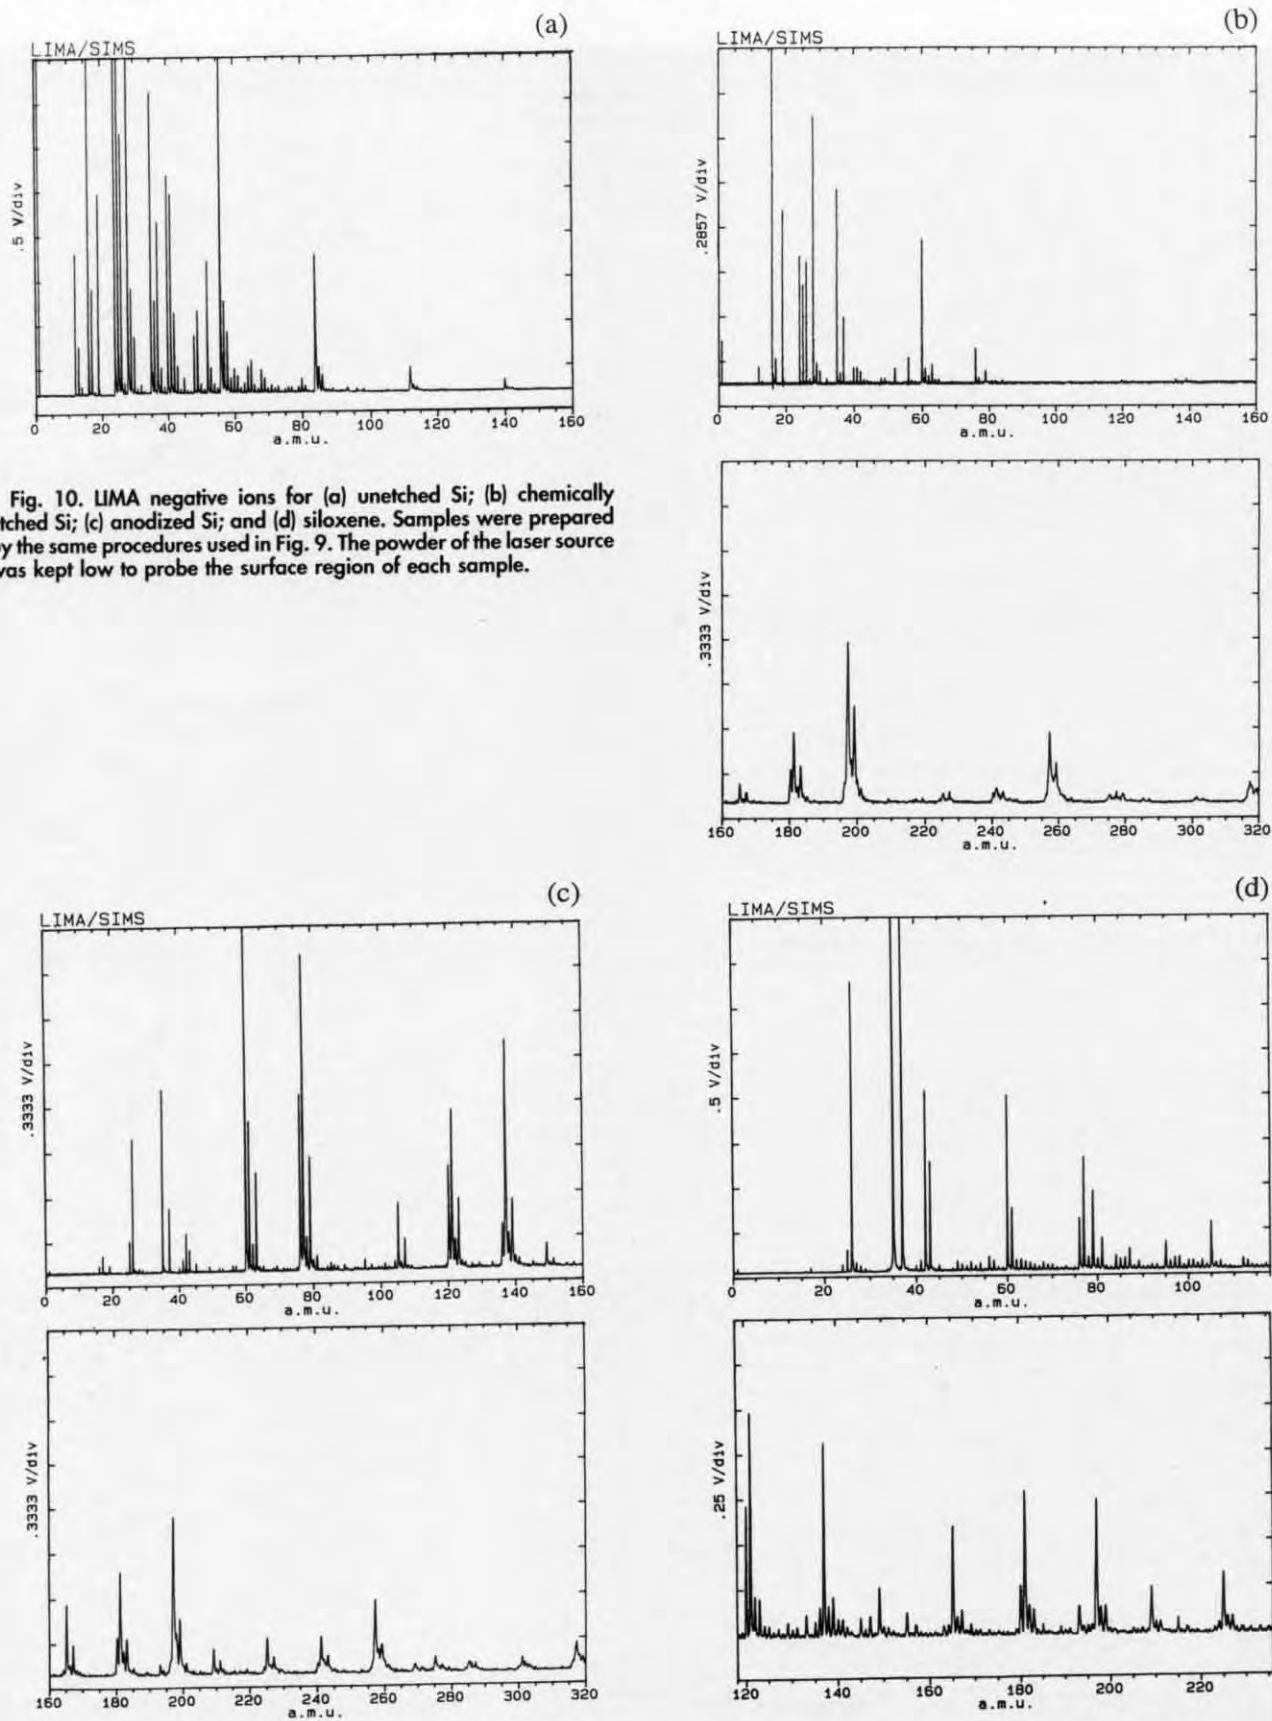 (a)
LIMA/SIMS
.5 V/div
0 20 40 60 80 100 120 140 160
a.m.u.
Fig. 10. LIMA negative ions for (a) unetched Si; (b) chemically
tched Si; (c) anodized Si; and (d) siloxene. Samples were prepared
y the same procedures used in Fig. 9. The powder of the laser source
vas kept low to probe the surface region of each sample.
(b)
LIMA/SIMS
.2857 V/div
0 20 40 60 80 100 120 140 160
a.m.u.
.3333 V/div
160 180 200 220 240 260 280 300 320
a.m.u.
(c)
LIMA/SIMS
.3333 V/div
0 20 40 60 80 100 120 140 160
a.m.u.
.3333 V/div
160 180 200 220 240 260 280 300 320
a.m.u.
(d)
LIMA/SIMS
.5 V/div
0 20 40 60 80 100
a.m.u.
.25 V/div
120 140 160 180 200 220
a.m.u.